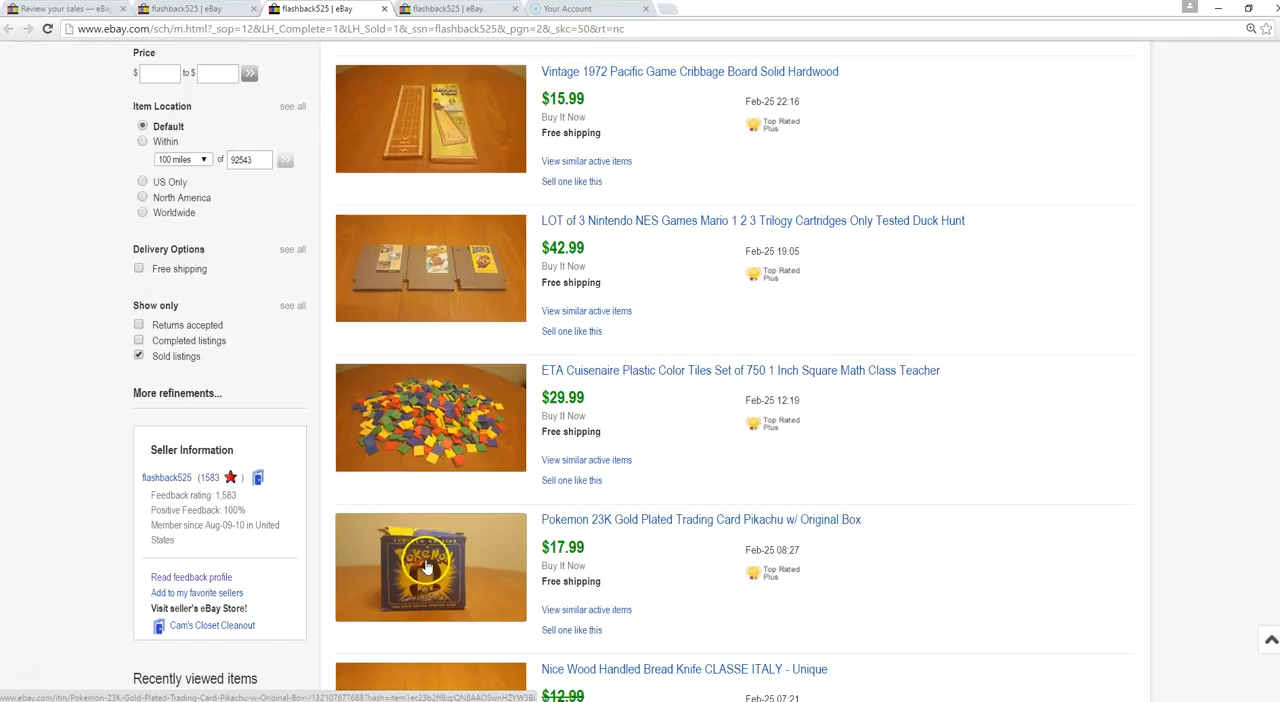 Review your sales — eBa
flashback525 | eBay
flashback525 | eBay
flashback525 | eBay
Your Account
www.ebay.com/sch/m.html?_sop=12&LH_Complete=1&LH_Sold=1&_ssn=flashback525&_pgn=2&_skc=50&rt=nc
Price
$ to $
Item Location see all
Default
Within
100 miles of 92543
US Only
North America
Worldwide
Delivery Options see all
Free shipping
Show only see all
Returns accepted
Completed listings
Sold listings
More refinements...
Seller Information
flashback525 (1583 )
Feedback rating: 1,583
Positive Feedback: 100%
Member since Aug-09-10 in United
States
Read feedback profile
Add to my favorite sellers
Visit seller's eBay Store!
Cam's Closet Cleanout
Recently viewed items
Vintage 1972 Pacific Game Cribbage Board Solid Hardwood
$15.99 Feb-25 22:16
Buy It Now
Top Rated
Plus
Free shipping
View similar active items
Sell one like this
LOT of 3 Nintendo NES Games Mario 1 2 3 Trilogy Cartridges Only Tested Duck Hunt
$42.99 Feb-25 19:05
Buy It Now
Top Rated
Plus
Free shipping
View similar active items
Sell one like this
ETA Cuisenaire Plastic Color Tiles Set of 750 1 Inch Square Math Class Teacher
$29.99 Feb-25 12:19
Buy It Now
Top Rated
Plus
Free shipping
View similar active items
Sell one like this
Pokemon 23K Gold Plated Trading Card Pikachu w/ Original Box
POKéMON
$17.99 Feb-25 08:27
Buy It Now
Top Rated
Plus
Free shipping
View similar active items
Sell one like this
Nice Wood Handled Bread Knife CLASSE ITALY - Unique
$12.99 Feb-25 07:21